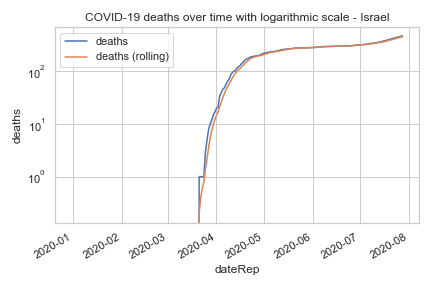 COVID-19 deaths over time with logarithmic scale - Israel
deaths
deaths (rolling)
10²
10¹
10⁰
deaths
2020-01
2020-02
2020-03
2020-04
2020-05
2020-06
2020-07
2020-08
dateRep